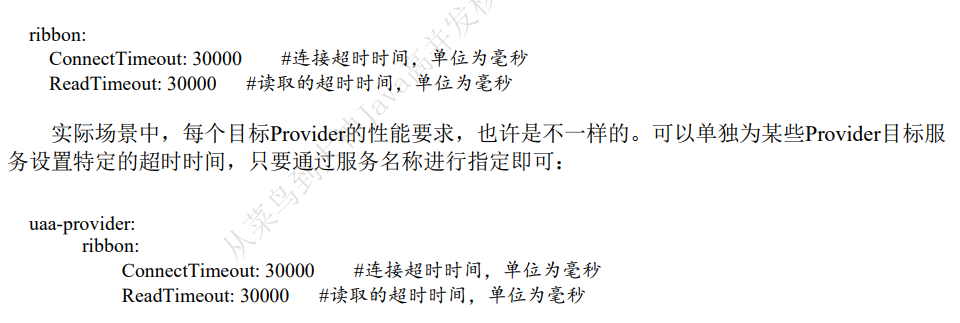 ribbon:
ConnectTimeout: 30000 #连接超时时间，单位为毫秒
ReadTimeout: 30000 #读取的超时时间，单位为毫秒
实际场景中，每个目标Provider的性能要求，也许是不一样的。可以单独为某些Provider目标服
务设置特定的超时时间，只要通过服务名称进行指定即可：
uaa-provider:
ribbon:
ConnectTimeout: 30000 #连接超时时间，单位为毫秒
ReadTimeout: 30000 #读取的超时时间，单位为毫秒